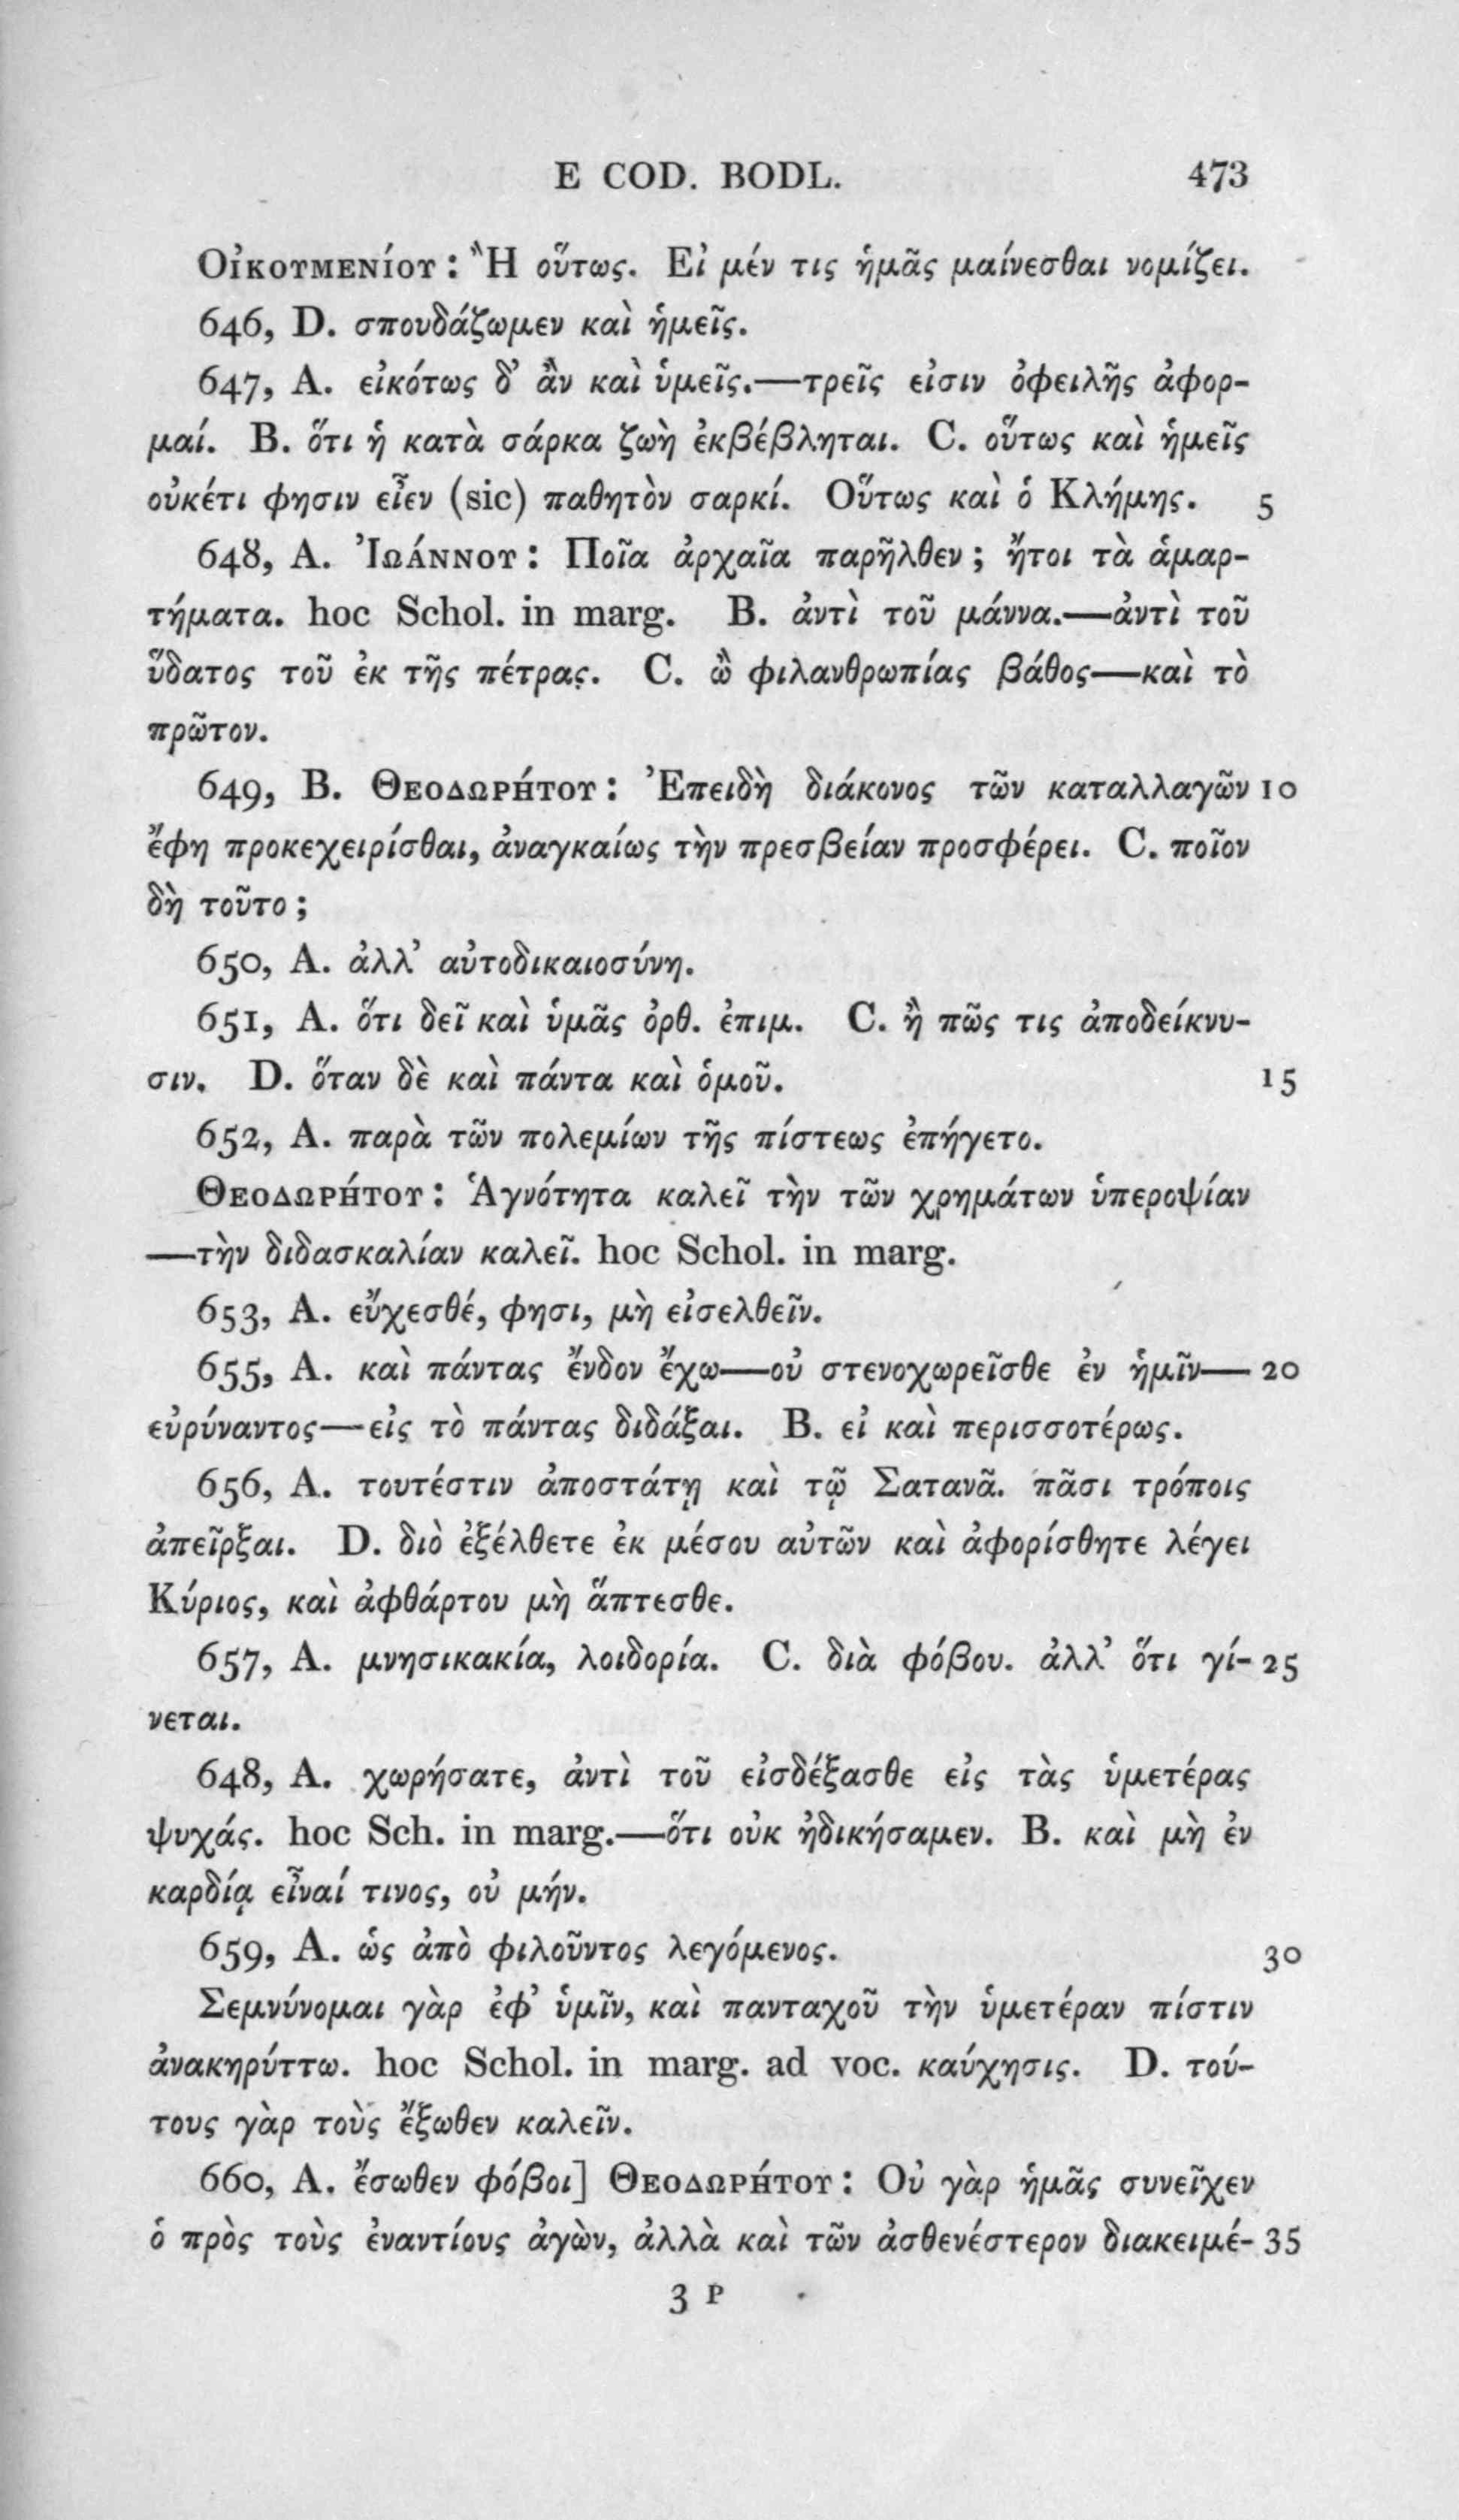 E COD. BODL. 473
Οἰκουμενίου : Ἢ οὕτως. Εἰ μέν τις ἡμᾶς μαίνεσθαι νομίζει.
646, D. σπουδάζωμεν καὶ ἡμεῖς.
647, A. εἰκότως δ’ ἂν καὶ ὑμεῖς.—τρεῖς εἰσιν ὀφειλῆς ἀφορ-
μαί. B. ὅτι ἡ κατὰ σάρκα ζωὴ ἐκβέβληται. C. οὕτως καὶ ἡμεῖς
οὐκέτι φησιν εἶεν (sic) παθητὸν σαρκί. Οὕτως καὶ ὁ Κλήμης. 5
648, A. Ἰωάννου : Ποῖα ἀρχαῖα παρῆλθεν ; ἤτοι τὰ ἁμαρ-
τήματα. hoc Schol. in marg. B. ἀντὶ τοῦ μάννα.—ἀντὶ τοῦ
ὕδατος τοῦ ἐκ τῆς πέτρας. C. ὢ φιλανθρωπίας βάθος—καὶ τὸ
πρῶτον.
649, B. Θεοδωρήτου : Ἐπειδὴ διάκονος τῶν καταλλαγῶν 10
ἔφη προκεχειρίσθαι, ἀναγκαίως τὴν πρεσβείαν προσφέρει. C. ποῖον
δὴ τοῦτο ;
650, A. ἀλλ’ αὐτοδικαιοσύνη.
651, A. ὅτι δεῖ καὶ ὑμᾶς ὀρθ. ἐπιμ. C. ἢ πῶς τις ἀποδείκνυ-
σιν. D. ὅταν δὲ καὶ πάντα καὶ ὁμοῦ. 15
652, A. παρὰ τῶν πολεμίων τῆς πίστεως ἐπήγετο.
Θεοδωρήτου : Ἁγνότητα καλεῖ τὴν τῶν χρημάτων ὑπεροψίαν
—τὴν διδασκαλίαν καλεῖ. hoc Schol. in marg.
653, A. εὔχεσθέ, φησι, μὴ εἰσελθεῖν.
655, A. καὶ πάντας ἔνδον ἔχω—οὐ στενοχωρεῖσθε ἐν ἡμῖν— 20
εὐρύναντος—εἰς τὸ πάντας διδάξαι. B. εἰ καὶ περισσοτέρως.
656, A. τουτέστιν ἀποστάτῃ καὶ τῷ Σατανᾶ. πᾶσι τρόποις
ἀπεῖρξαι. D. διὸ ἐξέλθετε ἐκ μέσου αὐτῶν καὶ ἀφορίσθητε λέγει
Κύριος, καὶ ἀφθάρτου μὴ ἅπτεσθε.
657, A. μνησικακία, λοιδορία. C. διὰ φόβου. ἀλλ’ ὅτι γί- 25
νεται.
648, A. χωρήσατε, ἀντὶ τοῦ εἰσδέξασθε εἰς τὰς ὑμετέρας
ψυχάς. hoc Sch. in marg.—ὅτι οὐκ ἠδικήσαμεν. B. καὶ μὴ ἐν
καρδίᾳ εἶναί τινος, οὐ μήν.
659, A. ὡς ἀπὸ φιλοῦντος λεγόμενος. 30
Σεμνύνομαι γὰρ ἐφ’ ὑμῖν, καὶ πανταχοῦ τὴν ὑμετέραν πίστιν
ἀνακηρύττω. hoc Schol. in marg. ad voc. καύχησις. D. τού-
τους γὰρ τοὺς ἔξωθεν καλεῖν.
660, A. ἔσωθεν φόβοι] Θεοδωρήτου : Οὐ γὰρ ἡμᾶς συνεῖχεν
ὁ πρὸς τοὺς ἐναντίους ἀγὼν, ἀλλὰ καὶ τῶν ἀσθενέστερον διακειμέ- 35
3 P